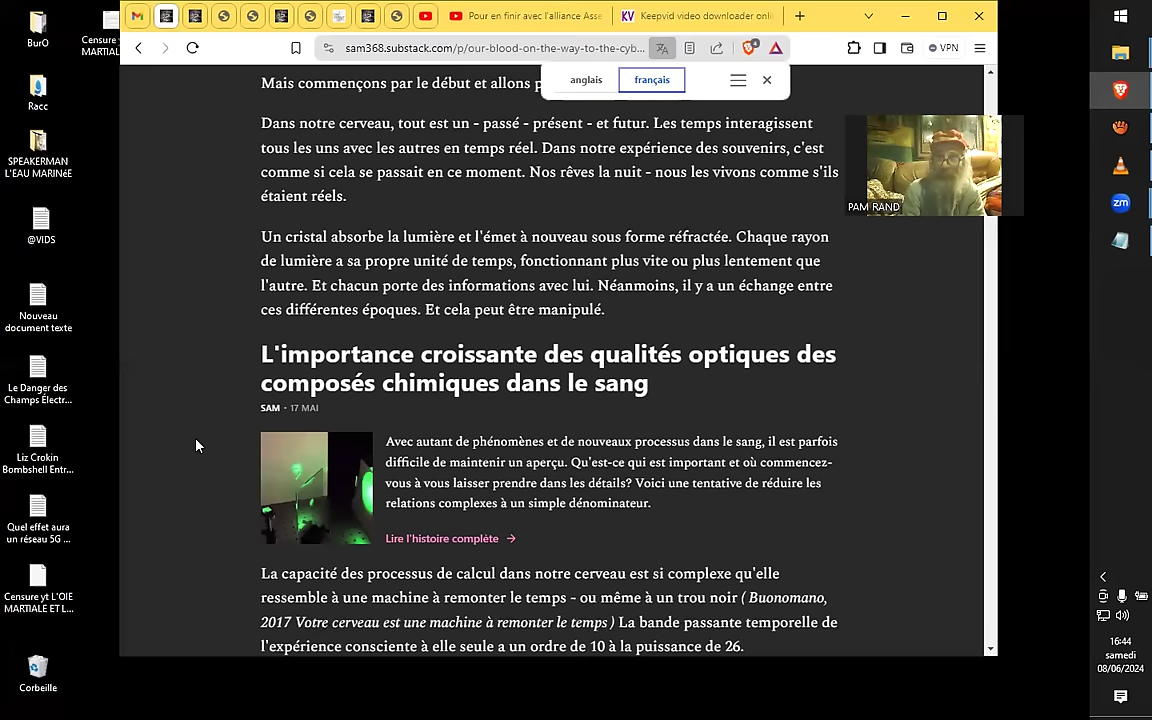 BurO
Censure yt
MARTIALE
Racc
SPEAKERMAN
L'EAU MARINéE
@VIDS
Nouveau
document texte
Le Danger des
Champs Électr...
Liz Crokin
Bombshell Entr...
Quel effet aura
un réseau 5G ...
Censure yt L'OIE
MARTIALE ET L...
Corbeille
Pour en finir avec l'alliance Asse
KV Keepvid video downloader onli
sam368.substack.com/p/our-blood-on-the-way-to-the-cyb...
4
VPN
anglais
français
Mais commençons par le début et allons p
Dans notre cerveau, tout est un - passé - présent - et futur. Les temps interagissent
tous les uns avec les autres en temps réel. Dans notre expérience des souvenirs, c'est
comme si cela se passait en ce moment. Nos rêves la nuit - nous les vivons comme s'ils
étaient réels.
PAM RAND
Un cristal absorbe la lumière et l'émet à nouveau sous forme réfractée. Chaque rayon
de lumière a sa propre unité de temps, fonctionnant plus vite ou plus lentement que
l'autre. Et chacun porte des informations avec lui. Néanmoins, il y a un échange entre
ces différentes époques. Et cela peut être manipulé.
L'importance croissante des qualités optiques des
composés chimiques dans le sang
SAM · 17 MAI
Avec autant de phénomènes et de nouveaux processus dans le sang, il est parfois
difficile de maintenir un aperçu. Qu'est-ce qui est important et où commencez-
vous à vous laisser prendre dans les détails? Voici une tentative de réduire les
relations complexes à un simple dénominateur.
Lire l'histoire complète →
La capacité des processus de calcul dans notre cerveau est si complexe qu'elle
ressemble à une machine à remonter le temps - ou même à un trou noir ( Buonomano,
2017 Votre cerveau est une machine à remonter le temps ) La bande passante temporelle de
l'expérience consciente à elle seule a un ordre de 10 à la puissance de 26.
zm
16:44
samedi
08/06/2024